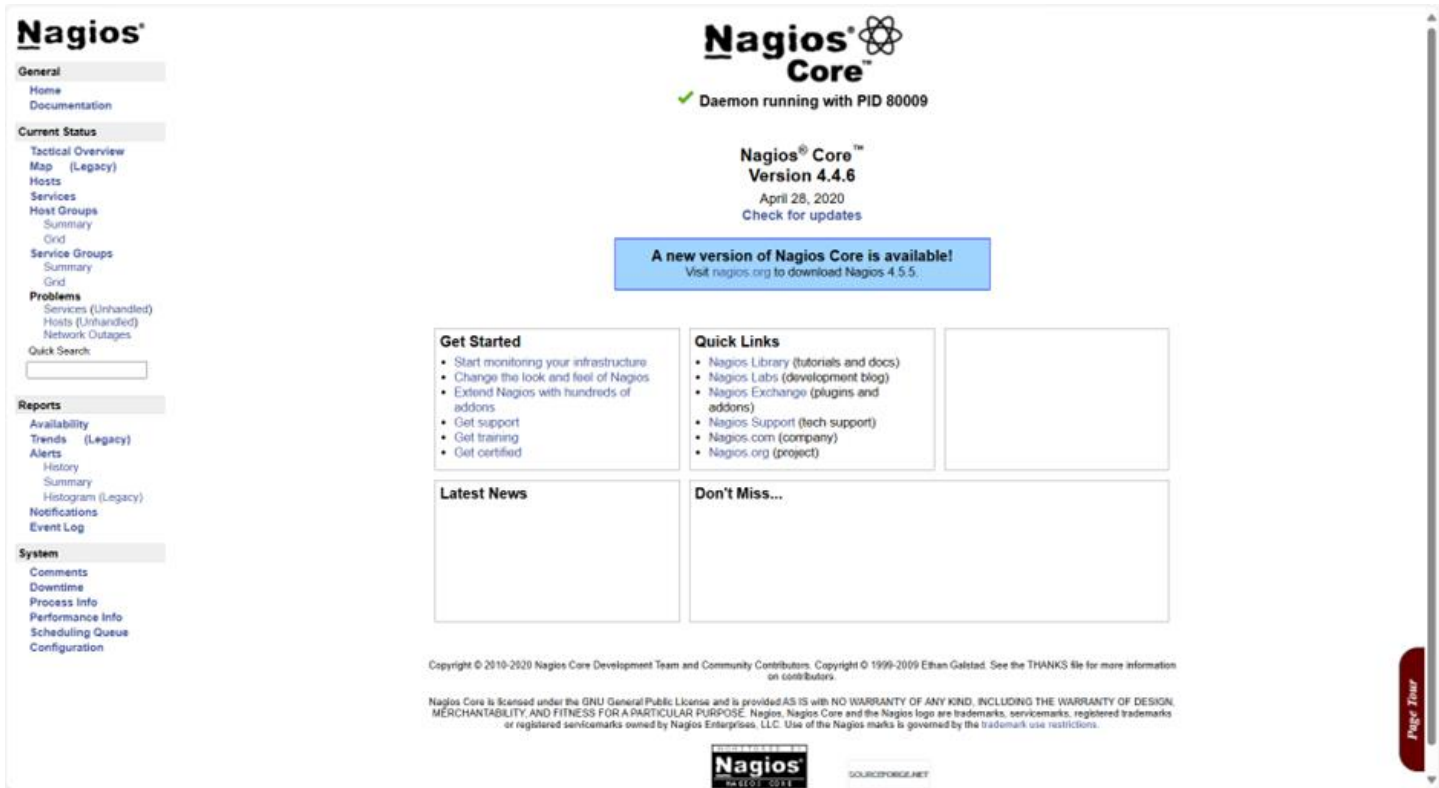 Nagios®
General
Home
Documentation
Current Status
Tactical Overview
Map (Legacy)
Hosts
Services
Host Groups
Summary
Grid
Service Groups
Summary
Grid
Problems
Services (Unhandled)
Hosts (Unhandled)
Network Outages
Quick Search:
Reports
Availability
Trends (Legacy)
Alerts
History
Summary
Histogram (Legacy)
Notifications
Event Log
System
Comments
Downtime
Process Info
Performance Info
Scheduling Queue
Configuration
Nagios®
Core™
Daemon running with PID 80009
Nagios® Core™
Version 4.4.6
April 28, 2020
Check for updates
A new version of Nagios Core is available!
Visit nagios.org to download Nagios 4.5.5.
Get Started
• Start monitoring your infrastructure
• Change the look and feel of Nagios
• Extend Nagios with hundreds of
addons
• Get support
• Get training
• Get certified
Quick Links
• Nagios Library (tutorials and docs)
• Nagios Labs (development blog)
• Nagios Exchange (plugins and
addons)
• Nagios Support (tech support)
• Nagios.com (company)
• Nagios.org (project)
Latest News
Don't Miss...
Copyright © 2010-2020 Nagios Core Development Team and Community Contributors. Copyright © 1999-2009 Ethan Galstad. See the THANKS file for more information
on contributors.
Nagios Core is licensed under the GNU General Public License and is provided AS IS with NO WARRANTY OF ANY KIND, INCLUDING THE WARRANTY OF DESIGN,
MERCHANTABILITY, AND FITNESS FOR A PARTICULAR PURPOSE. Nagios, Nagios Core and the Nagios logo are trademarks, servicemarks, registered trademarks
or registered servicemarks owned by Nagios Enterprises, LLC. Use of the Nagios marks is governed by the trademark use restrictions.
Nagios®
NAGIOS CORE
SOURCEFORGE.NET
Page Tour